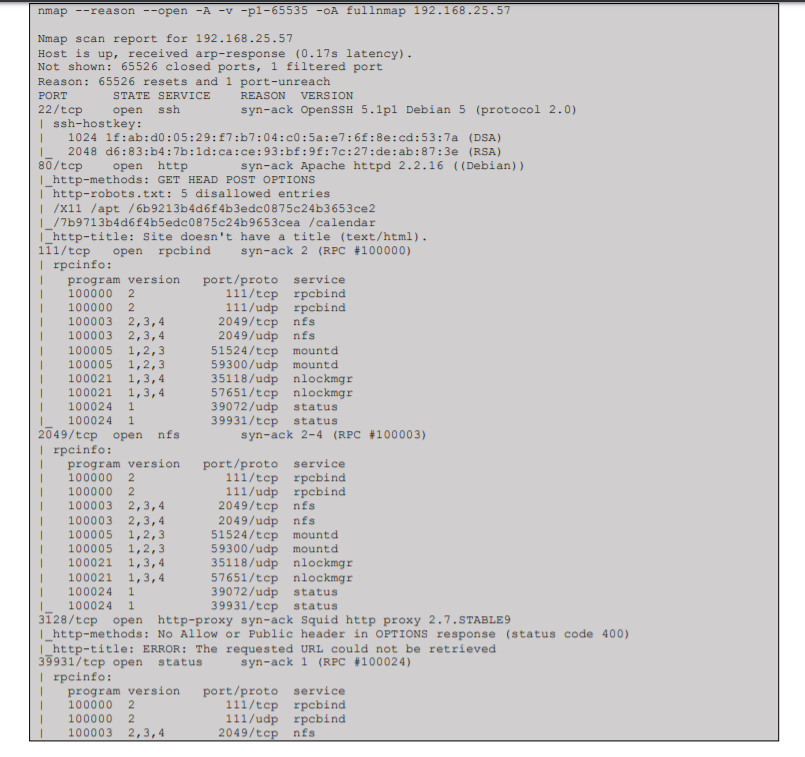 nmap --reason --open -A -v -p1-65535 -oA fullnmap 192.168.25.57
Nmap scan report for 192.168.25.57
Host is up, received arp-response (0.17s latency).
Not shown: 65526 closed ports, 1 filtered port
Reason: 65526 resets and 1 port-unreach
PORT      STATE SERVICE    REASON  VERSION
22/tcp    open  ssh        syn-ack OpenSSH 5.1p1 Debian 5 (protocol 2.0)
| ssh-hostkey:
|   1024 1f:ab:d0:05:29:f7:b7:04:c0:5a:e7:6f:8e:cd:53:7a (DSA)
|_  2048 d6:83:b4:7b:1d:ca:ce:93:bf:9f:7c:27:de:ab:87:3e (RSA)
80/tcp    open  http       syn-ack Apache httpd 2.2.16 ((Debian))
|_http-methods: GET HEAD POST OPTIONS
| http-robots.txt: 5 disallowed entries
| /X11 /apt /6b9213b4d6f4b3edc0875c24b3653ce2
|_/7b9713b4d6f4b5edc0875c24b9653cea /calendar
|_http-title: Site doesn't have a title (text/html).
111/tcp   open  rpcbind    syn-ack 2 (RPC #100000)
| rpcinfo:
|   program version   port/proto  service
|   100000  2            111/tcp  rpcbind
|   100000  2            111/udp  rpcbind
|   100003  2,3,4       2049/tcp  nfs
|   100003  2,3,4       2049/udp  nfs
|   100005  1,2,3      51524/tcp  mountd
|   100005  1,2,3      59300/udp  mountd
|   100021  1,3,4      35118/udp  nlockmgr
|   100021  1,3,4      57651/tcp  nlockmgr
|   100024  1          39072/udp  status
|_  100024  1          39931/tcp  status
2049/tcp  open  nfs        syn-ack 2-4 (RPC #100003)
| rpcinfo:
|   program version   port/proto  service
|   100000  2            111/tcp  rpcbind
|   100000  2            111/udp  rpcbind
|   100003  2,3,4       2049/tcp  nfs
|   100003  2,3,4       2049/udp  nfs
|   100005  1,2,3      51524/tcp  mountd
|   100005  1,2,3      59300/udp  mountd
|   100021  1,3,4      35118/udp  nlockmgr
|   100021  1,3,4      57651/tcp  nlockmgr
|   100024  1          39072/udp  status
|_  100024  1          39931/tcp  status
3128/tcp  open  http-proxy syn-ack Squid http proxy 2.7.STABLE9
|_http-methods: No Allow or Public header in OPTIONS response (status code 400)
|_http-title: ERROR: The requested URL could not be retrieved
39931/tcp open  status     syn-ack 1 (RPC #100024)
| rpcinfo:
|   program version   port/proto  service
|   100000  2            111/tcp  rpcbind
|   100000  2            111/udp  rpcbind
|   100003  2,3,4       2049/tcp  nfs